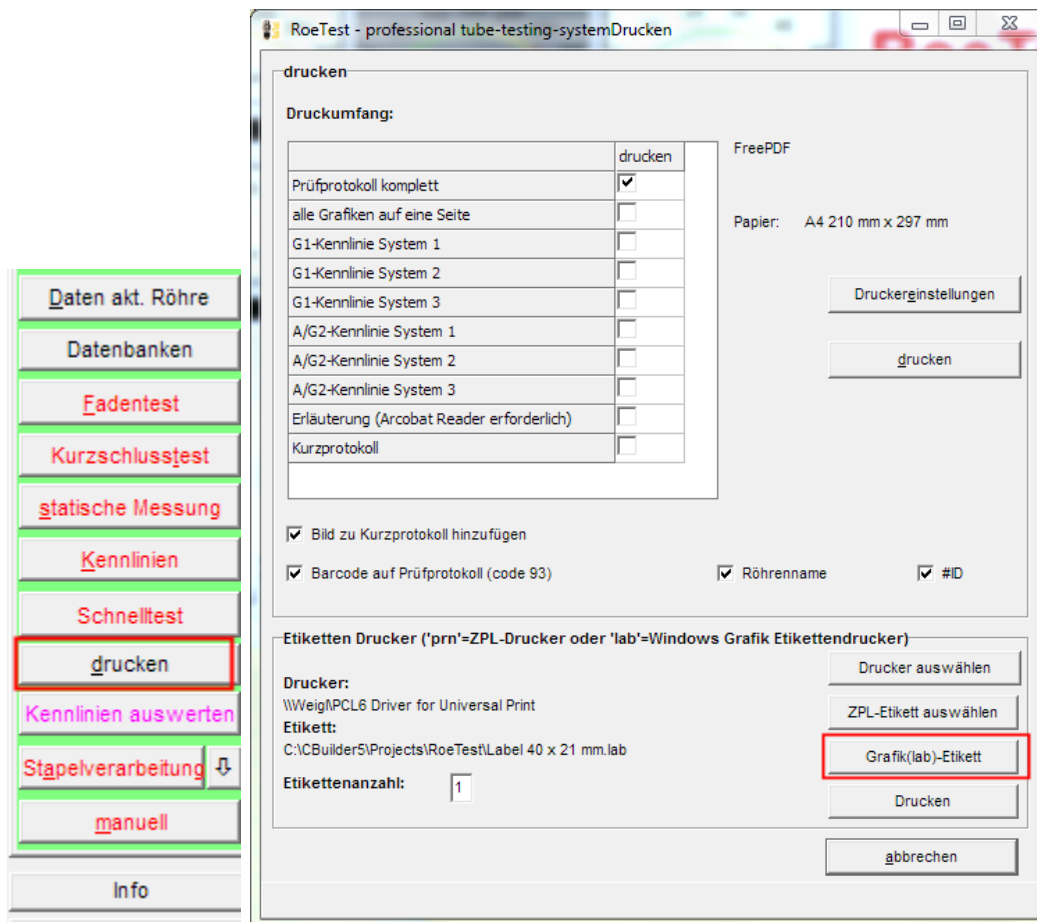 Daten akt. Röhre
Datenbanken
Fadentest
Kurzschlusstest
statische Messung
Kennlinien
Schnelltest
drucken
Kennlinien auswerten
Stapelverarbeitung
manuell
Info
RoeTest - professional tube-testing-systemDrucken
drucken
Druckumfang:
drucken
Prüfprotokoll komplett
alle Grafiken auf eine Seite
G1-Kennlinie System 1
G1-Kennlinie System 2
G1-Kennlinie System 3
A/G2-Kennlinie System 1
A/G2-Kennlinie System 2
A/G2-Kennlinie System 3
Erläuterung (Arcobat Reader erforderlich)
Kurzprotokoll
FreePDF
Papier: A4 210 mm x 297 mm
Druckereinstellungen
drucken
Bild zu Kurzprotokoll hinzufügen
Barcode auf Prüfprotokoll (code 93) Röhrenname #ID
Etiketten Drucker ('prn'=ZPL-Drucker oder 'lab'=Windows Grafik Etikettendrucker)
Drucker:
\\Weigl\PCL6 Driver for Universal Print
Etikett:
C:\CBuilder5\Projects\RoeTest\Label 40 x 21 mm.lab
Etikettenanzahl: 1
Drucker auswählen
ZPL-Etikett auswählen
Grafik(lab)-Etikett
Drucken
abbrechen